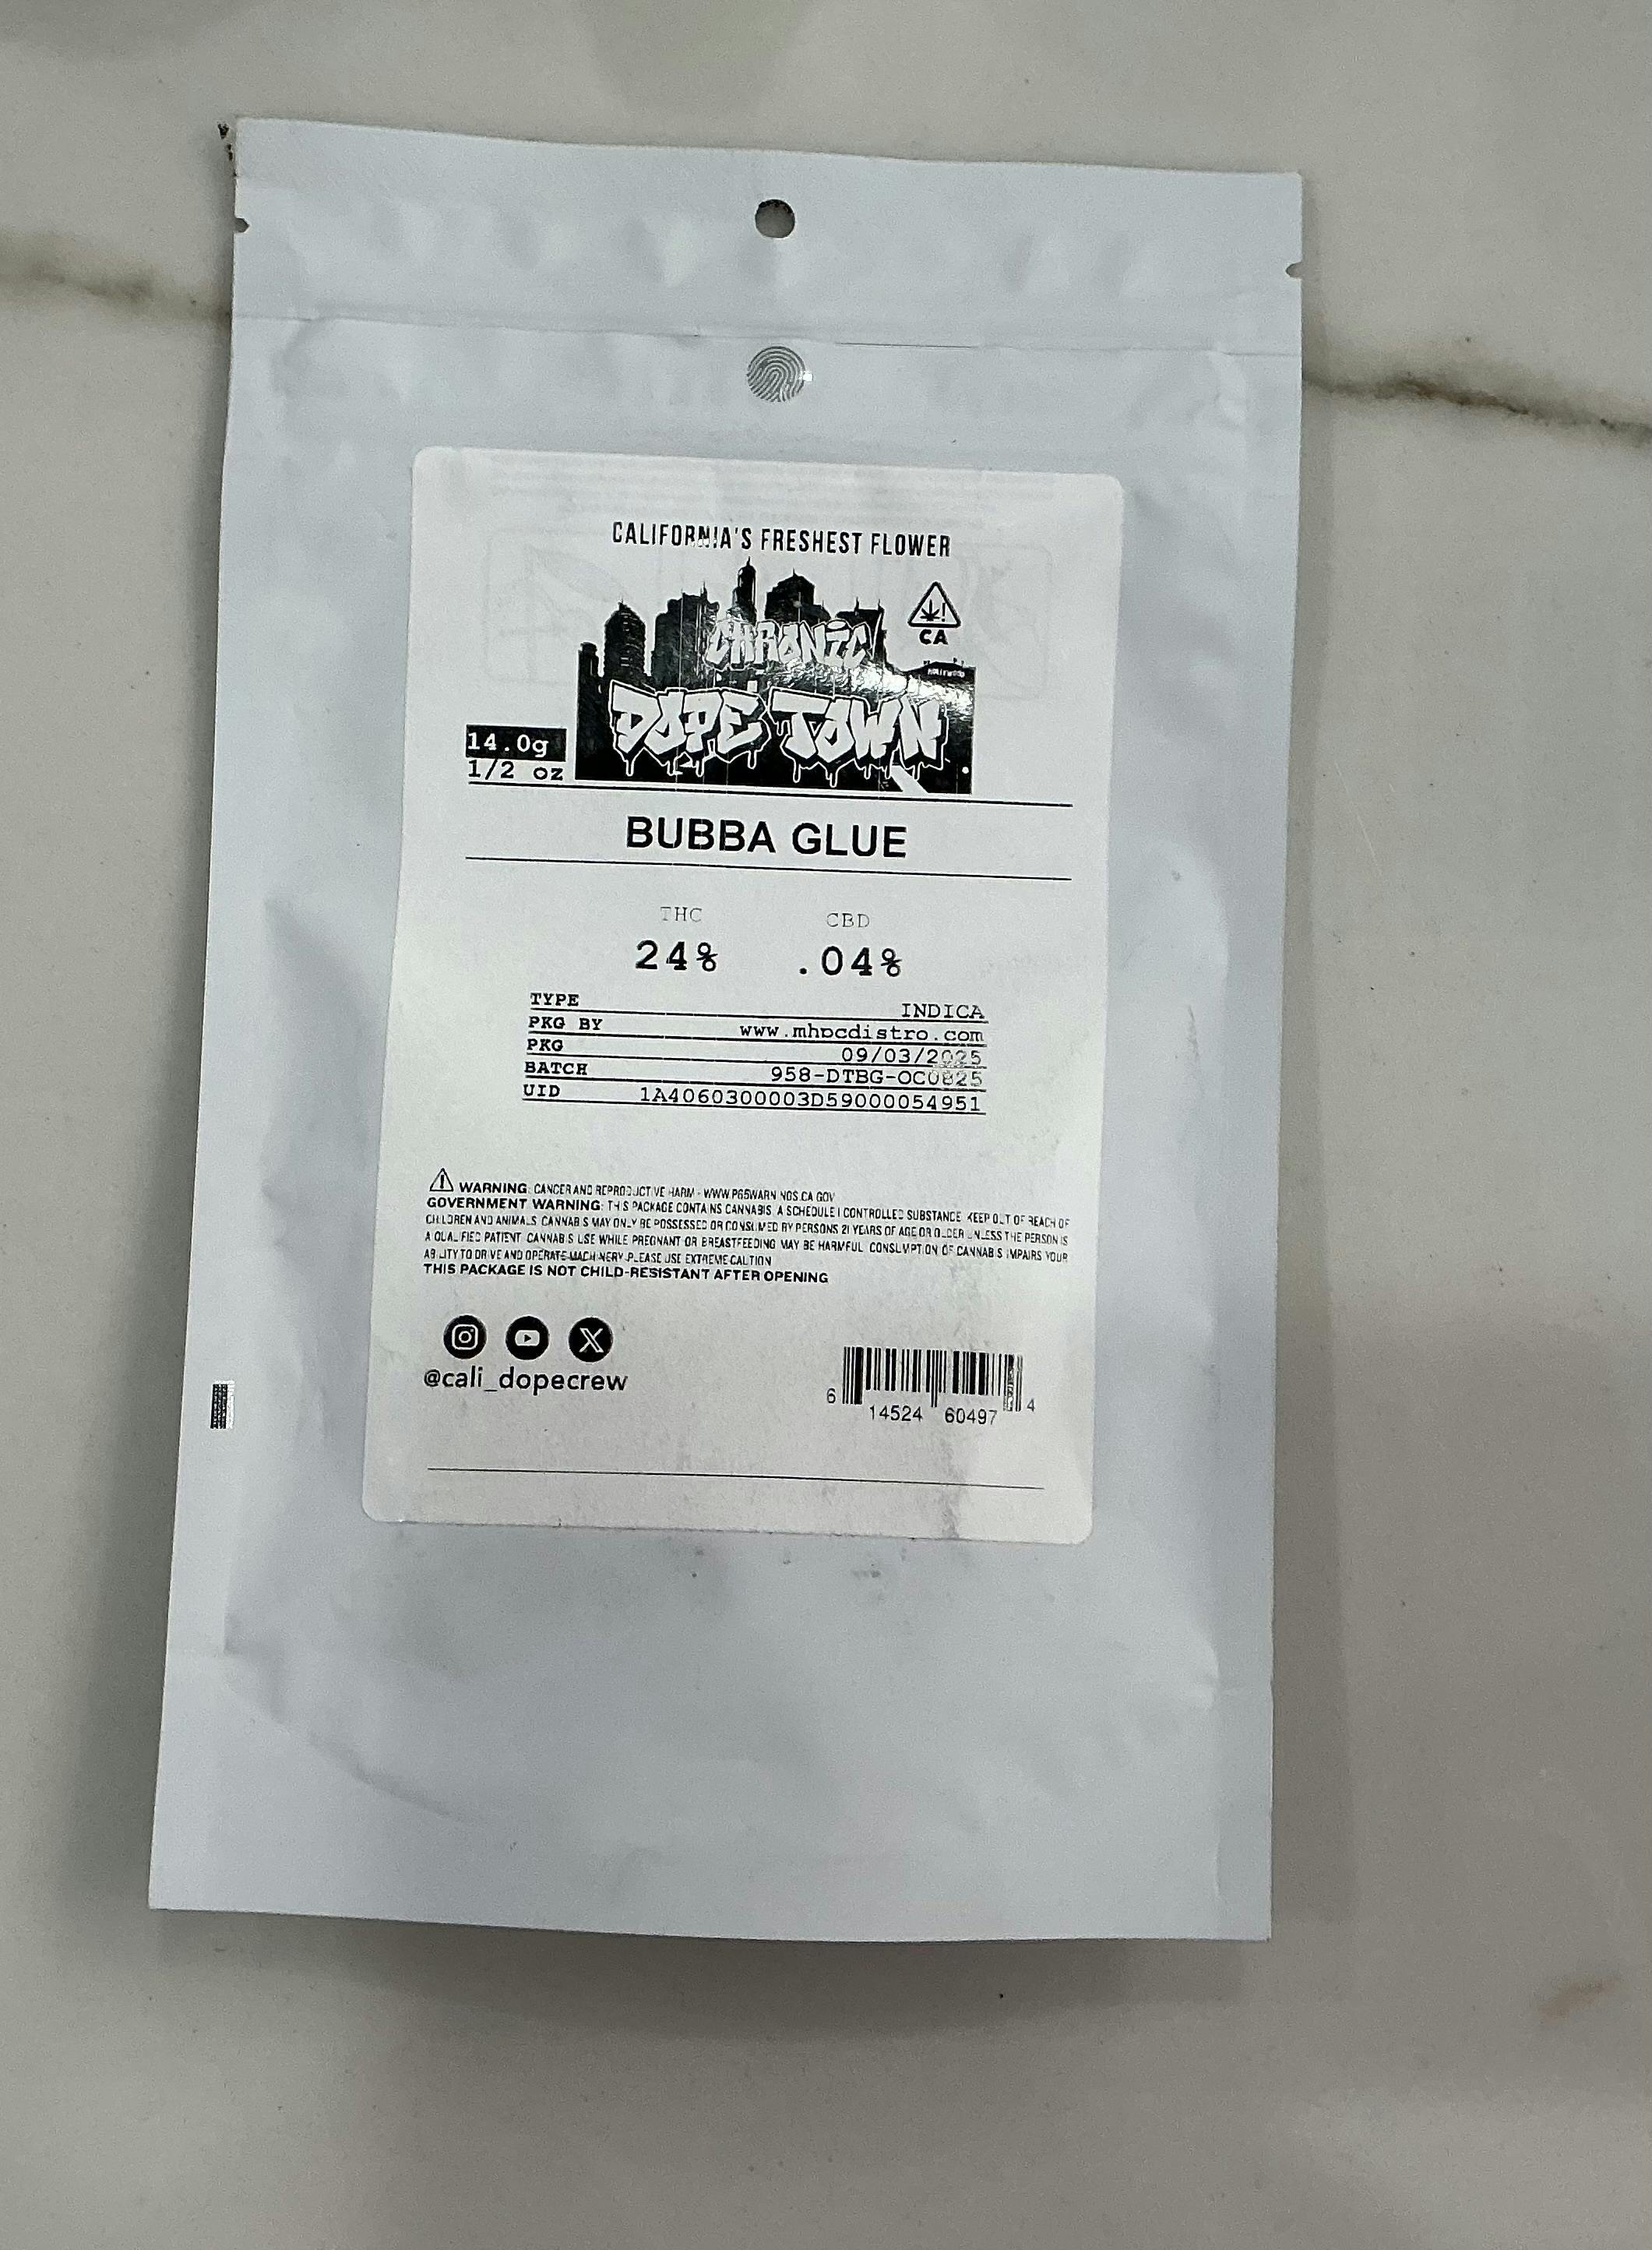 CALIFORNIA'S FRESHEST FLOWER
CHRONIC
CA
HOLLYWOOD
DOPE TOWN
14.0g
1/2 oz
BUBBA GLUE
THC CBD
24% .04%
TYPE INDICA
PKG BY www.mhpcdistro.com
PKG 09/03/2025
BATCH 958-DTBG-OC0825
UID 1A4060300003D59000054951
WARNING: CANCER AND REPRODUCTIVE HARM - WWW.P65WARNINGS.CA.GOV
GOVERNMENT WARNING: THIS PACKAGE CONTAINS CANNABIS, A SCHEDULE I CONTROLLED SUBSTANCE. KEEP OUT OF REACH OF
CHILDREN AND ANIMALS. CANNABIS MAY ONLY BE POSSESSED OR CONSUMED BY PERSONS 21 YEARS OF AGE OR OLDER UNLESS THE PERSON IS
A QUALIFIED PATIENT. CANNABIS USE WHILE PREGNANT OR BREASTFEEDING MAY BE HARMFUL. CONSUMPTION OF CANNABIS IMPAIRS YOUR
ABILITY TO DRIVE AND OPERATE MACHINERY. PLEASE USE EXTREME CAUTION
THIS PACKAGE IS NOT CHILD-RESISTANT AFTER OPENING
@cali_dopecrew
6 14524 60497 4